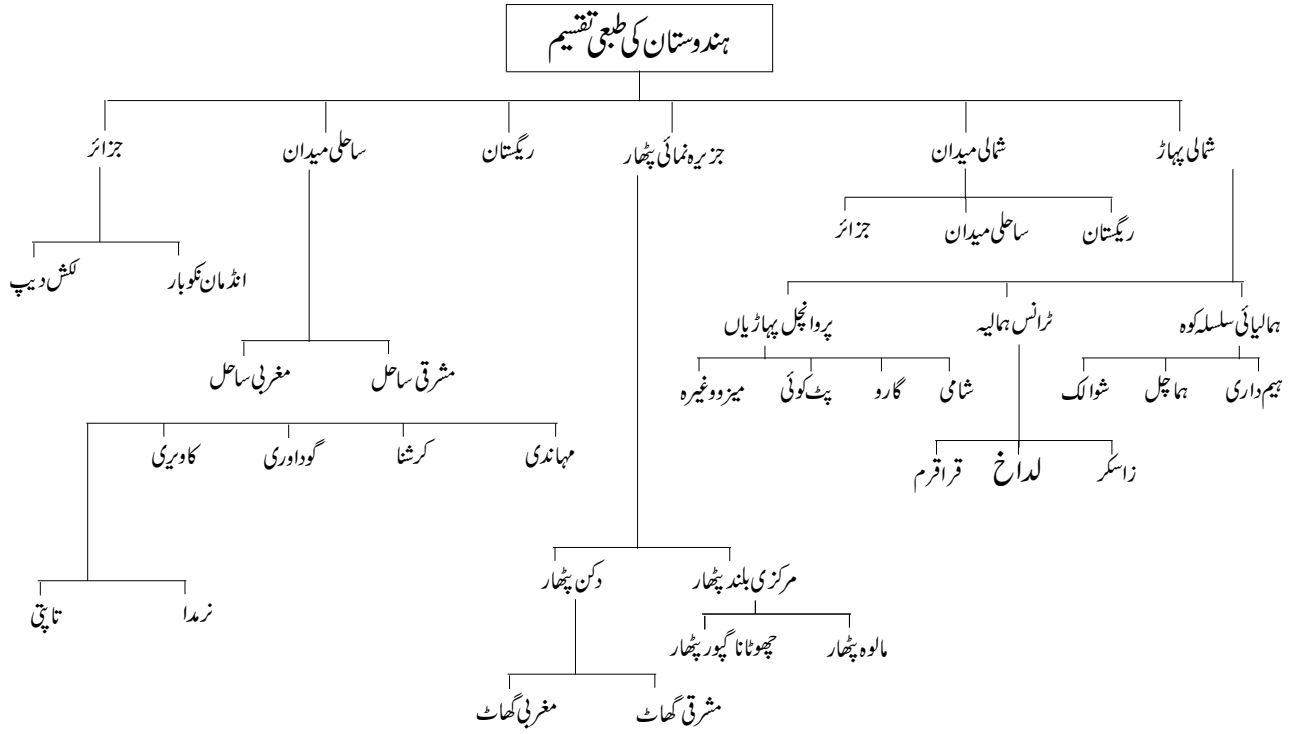 ہندوستان کی طبعی تقسیم
شمالی پہاڑ
شمالی میدان
جزیرہ نمائی پٹھار
ریگستان
ساحلی میدان
جزائر
ریگستان
ساحلی میدان
جزائر
انڈمان نکوبار
لکش دیپ
ہمالیائی سلسلہ کوہ
ٹرانس ہمالیہ
پروانچل پہاڑیاں
مشرقی ساحل
مغربی ساحل
ہیم داری
ہماچل
شوالک
شامی
گارو
پٹ کوئی
میزو وغیرہ
مہاندی
کرشنا
گوداوری
کاویری
زاسکر
لداخ
قراقرم
مرکزی بلند پٹھار
دکن پٹھار
نرمدا
تاپتی
مالوہ پٹھار
چھوٹا ناگپور پٹھار
مشرقی گھاٹ
مغربی گھاٹ